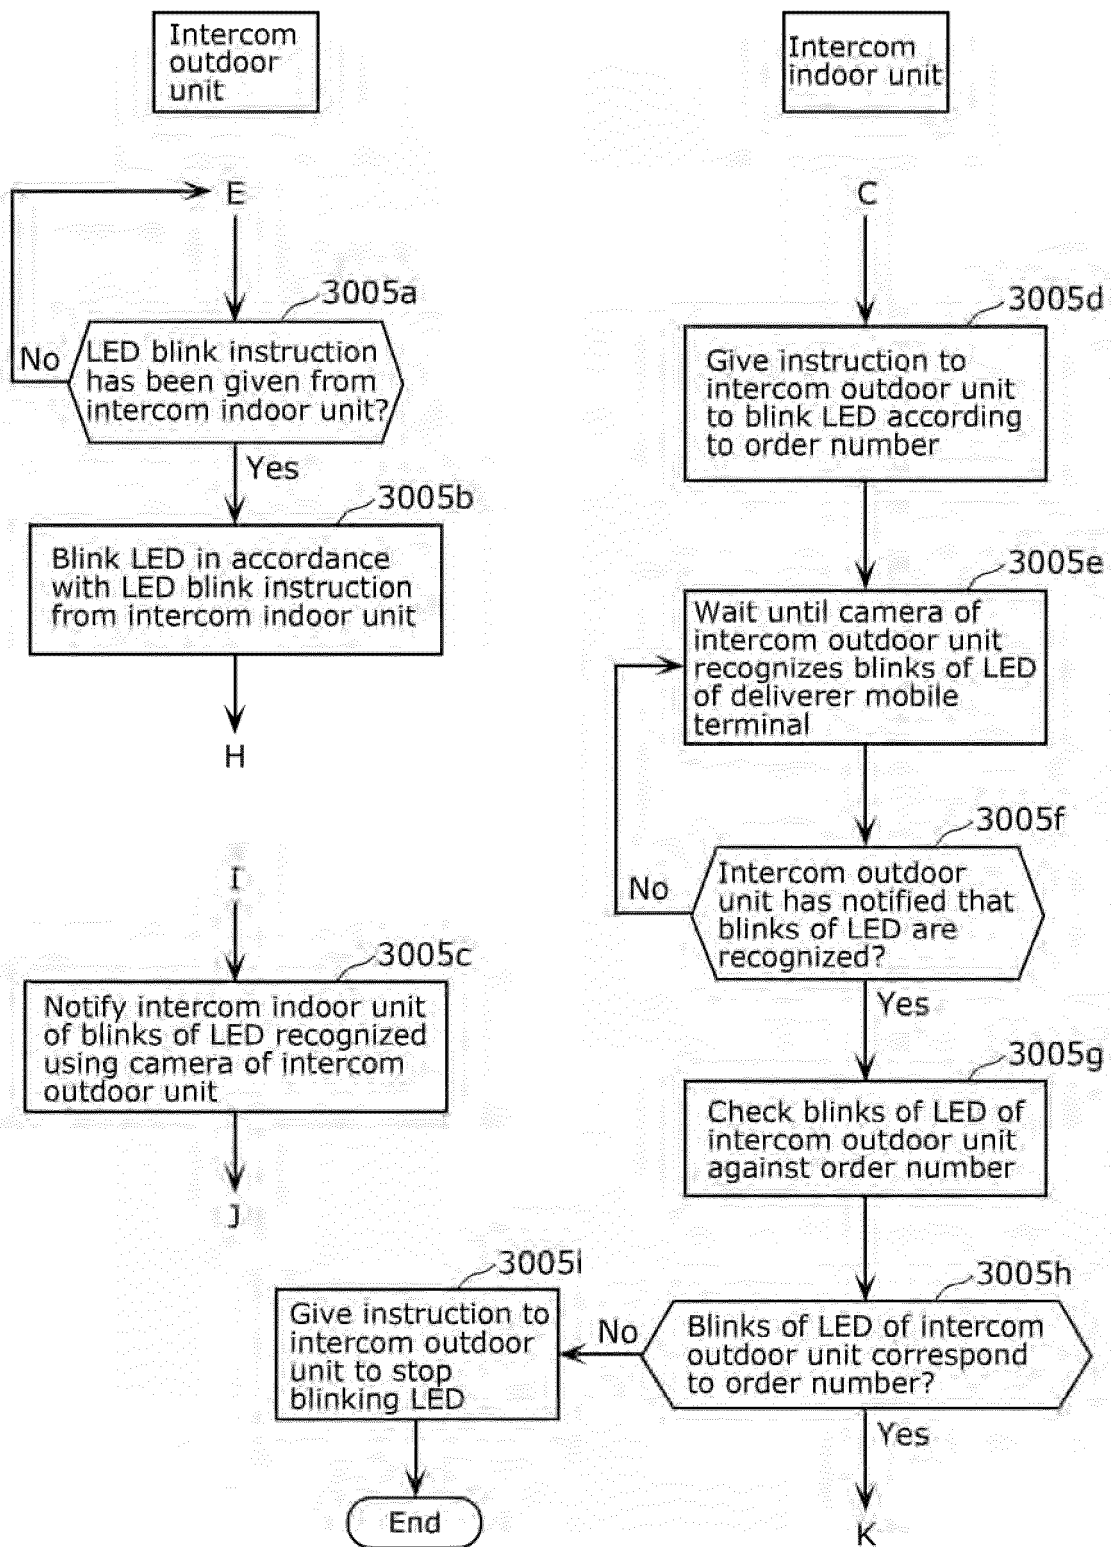 Intercom
outdoor
unit
E
3005a
No
LED blink instruction
has been given from
intercom indoor unit?
Yes
3005b
Blink LED in accordance
with LED blink instruction
from intercom indoor unit
H
I
3005c
Notify intercom indoor unit
of blinks of LED recognized
using camera of intercom
outdoor unit
J
Intercom
indoor unit
C
3005d
Give instruction to
intercom outdoor unit
to blink LED according
to order number
3005e
Wait until camera of
intercom outdoor unit
recognizes blinks of LED
of deliverer mobile
terminal
3005f
No
Intercom outdoor
unit has notified that
blinks of LED are
recognized?
Yes
3005g
Check blinks of LED of
intercom outdoor unit
against order number
3005h
Blinks of LED of intercom
outdoor unit correspond
to order number?
No
Yes
K
3005i
Give instruction to
intercom outdoor
unit to stop
blinking LED
End